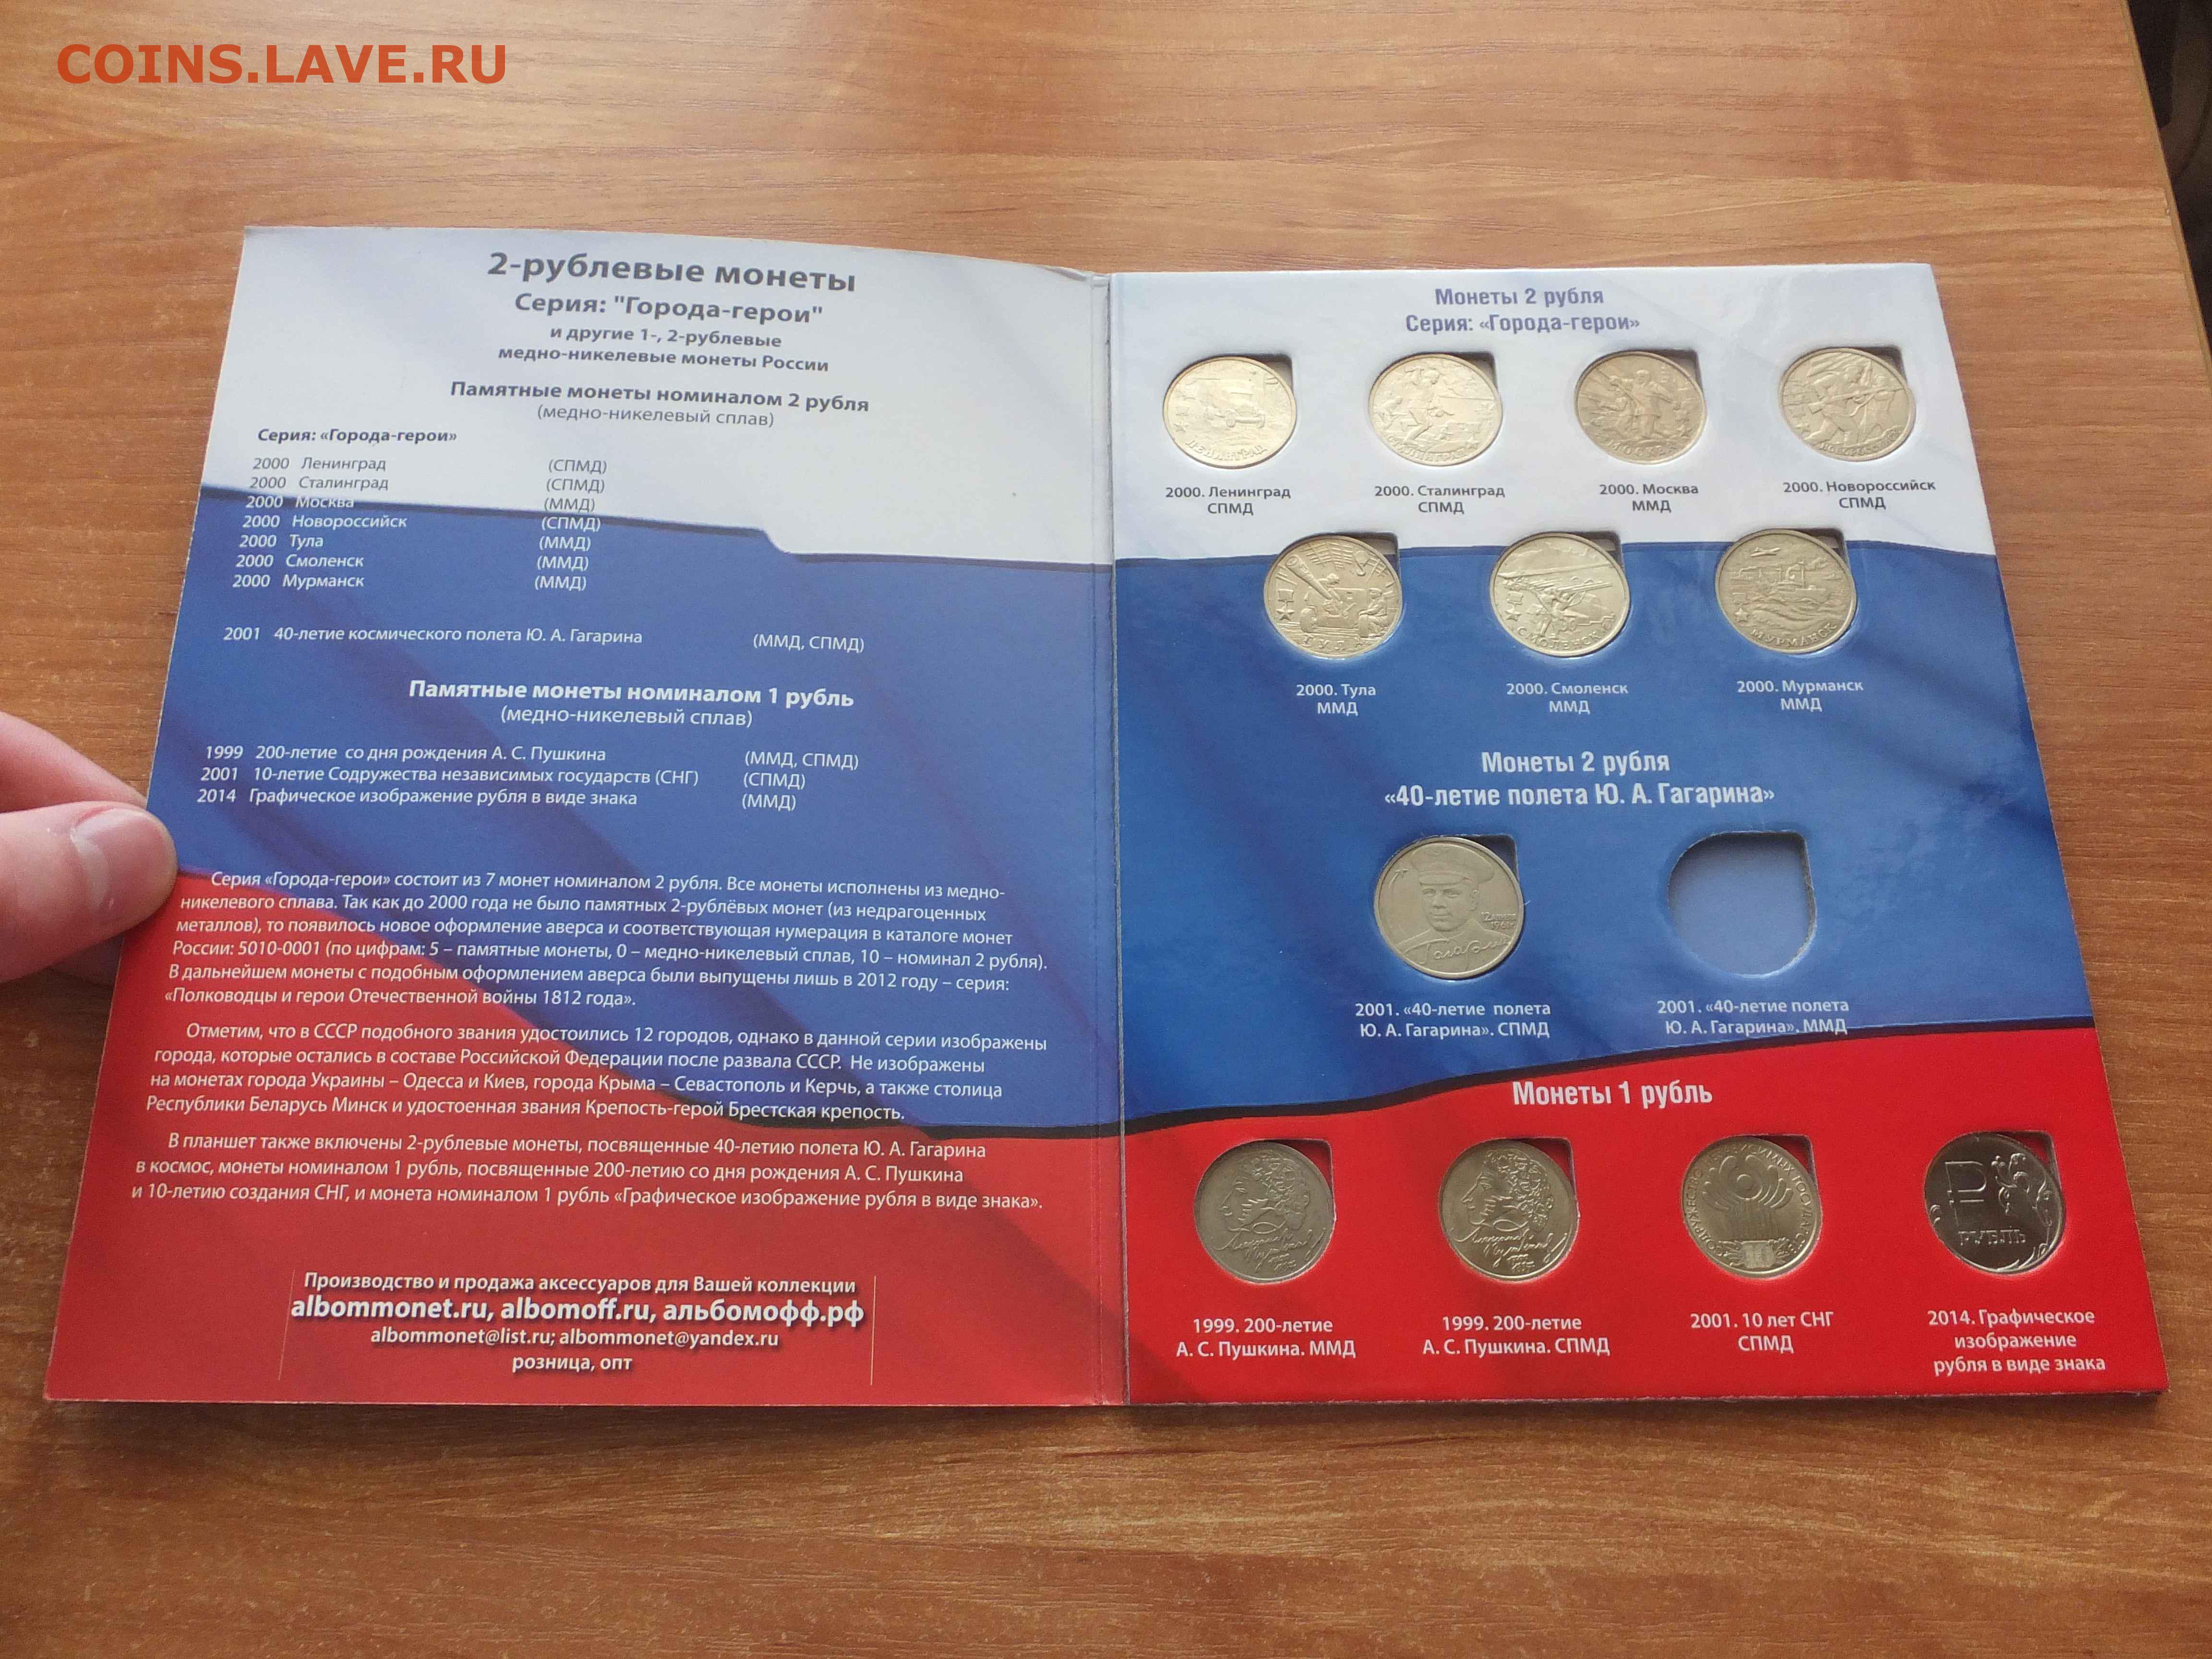 COINS.LAVE.RU
2-рублевые монеты
Серия: "Города-герои"
и другие 1-, 2-рублевые
медно-никелевые монеты России
Памятные монеты номиналом 2 рубля
(медно-никелевый сплав)
Серия: «Города-герои»
2000 Ленинград (СПМД)
2000 Сталинград (СПМД)
2000 Москва (ММД)
2000 Новороссийск (СПМД)
2000 Тула (ММД)
2000 Смоленск (ММД)
2000 Мурманск (ММД)
2001 40-летие космического полета Ю. А. Гагарина (ММД, СПМД)
Памятные монеты номиналом 1 рубль
(медно-никелевый сплав)
1999 200-летие со дня рождения А. С. Пушкина (ММД, СПМД)
2001 10-летие Содружества независимых государств (СНГ) (СПМД)
2014 Графическое изображение рубля в виде знака (ММД)
Серия «Города-герои» состоит из 7 монет номиналом 2 рубля. Все монеты исполнены из медно-
никелевого сплава. Так как до 2000 года не было памятных 2-рублёвых монет (из недрагоценных
металлов), то появилось новое оформление аверса и соответствующая нумерация в каталоге монет
России: 5010-0001 (по цифрам: 5 – памятные монеты, 0 – медно-никелевый сплав, 10 – номинал 2 рубля).
В дальнейшем монеты с подобным оформлением аверса были выпущены лишь в 2012 году – серия:
«Полководцы и герои Отечественной войны 1812 года».
Отметим, что в СССР подобного звания удостоились 12 городов, однако в данной серии изображены
города, которые остались в составе Российской Федерации после развала СССР. Не изображены
на монетах города Украины – Одесса и Киев, города Крыма – Севастополь и Керчь, а также столица
Республики Беларусь Минск и удостоенная звания Крепость-герой Брестская крепость.
В планшет также включены 2-рублевые монеты, посвященные 40-летию полета Ю. А. Гагарина
в космос, монеты номиналом 1 рубль, посвященные 200-летию со дня рождения А. С. Пушкина
и 10-летию создания СНГ, и монета номиналом 1 рубль «Графическое изображение рубля в виде знака».
Производство и продажа аксессуаров для Вашей коллекции
albommonet.ru, albomoff.ru, альбомофф.рф
albommonet@list.ru; albommonet@yandex.ru
розница, опт
Монеты 2 рубля
Серия: «Города-герои»
ЛЕНИНГРАД
МОСКВА
2000. Ленинград
СПМД
2000. Сталинград
СПМД
2000. Москва
ММД
2000. Новороссийск
СПМД
ТУЛА
СМОЛЕНСК
МУРМАНСК
2000. Тула
ММД
2000. Смоленск
ММД
2000. Мурманск
ММД
Монеты 2 рубля
«40-летие полета Ю. А. Гагарина»
2001. «40-летие полета
Ю. А. Гагарина». СПМД
2001. «40-летие полета
Ю. А. Гагарина». ММД
Монеты 1 рубль
РУБЛЬ
1999. 200-летие
А. С. Пушкина. ММД
1999. 200-летие
А. С. Пушкина. СПМД
2001. 10 лет СНГ
СПМД
2014. Графическое
изображение
рубля в виде знака